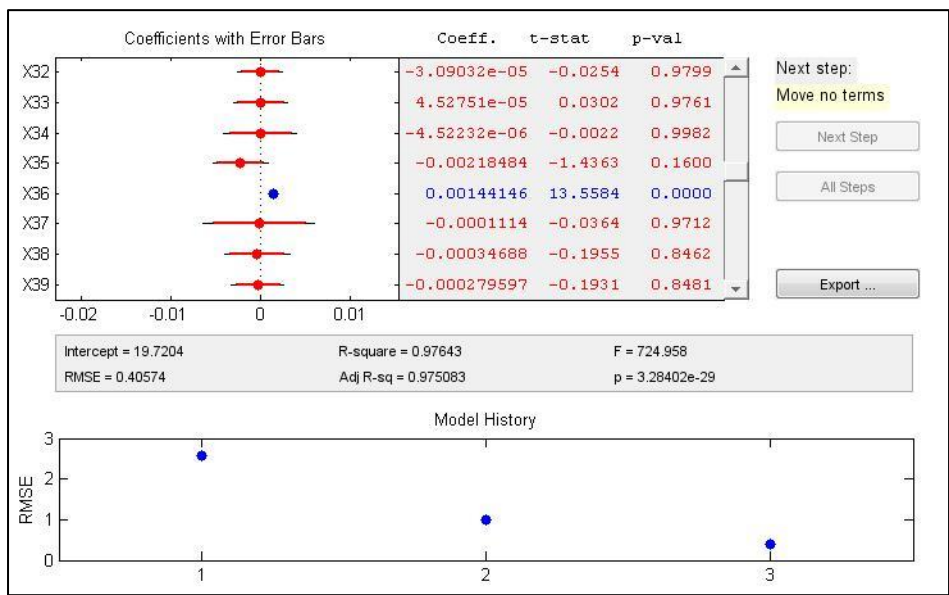 Coefficients with Error Bars Coeff. t-stat p-val
X32 -3.09032e-05 -0.0254 0.9799
X33 4.52751e-05 0.0302 0.9761
X34 -4.52232e-06 -0.0022 0.9982
X35 -0.00218484 -1.4363 0.1600
X36 0.00144146 13.5584 0.0000
X37 -0.0001114 -0.0364 0.9712
X38 -0.00034688 -0.1955 0.8462
X39 -0.000279597 -0.1931 0.8481
-0.02 -0.01 0 0.01
Next step:
Move no terms
Next Step
All Steps
Export ...
Intercept = 19.7204 R-square = 0.97643 F = 724.958
RMSE = 0.40574 Adj R-sq = 0.975083 p = 3.28402e-29
Model History
RMSE
3
2
1
0
1 2 3